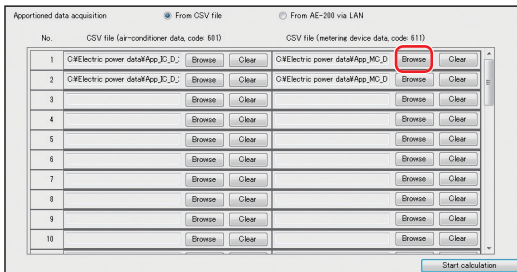 Apportioned data acquisition From CSV file From AE-200 via LAN
No. CSV file (air-conditioner data, code: 601) CSV file (metering device data, code: 611)
1 C:¥Electric power data¥App_IC_D_: Browse Clear C:¥Electric power data¥App_MC_D Browse Clear
2 C:¥Electric power data¥App_IC_D_: Browse Clear C:¥Electric power data¥App_MC_D Browse Clear
3 Browse Clear Browse Clear
4 Browse Clear Browse Clear
5 Browse Clear Browse Clear
6 Browse Clear Browse Clear
7 Browse Clear Browse Clear
8 Browse Clear Browse Clear
9 Browse Clear Browse Clear
10 Browse Clear Browse Clear
Start calculation